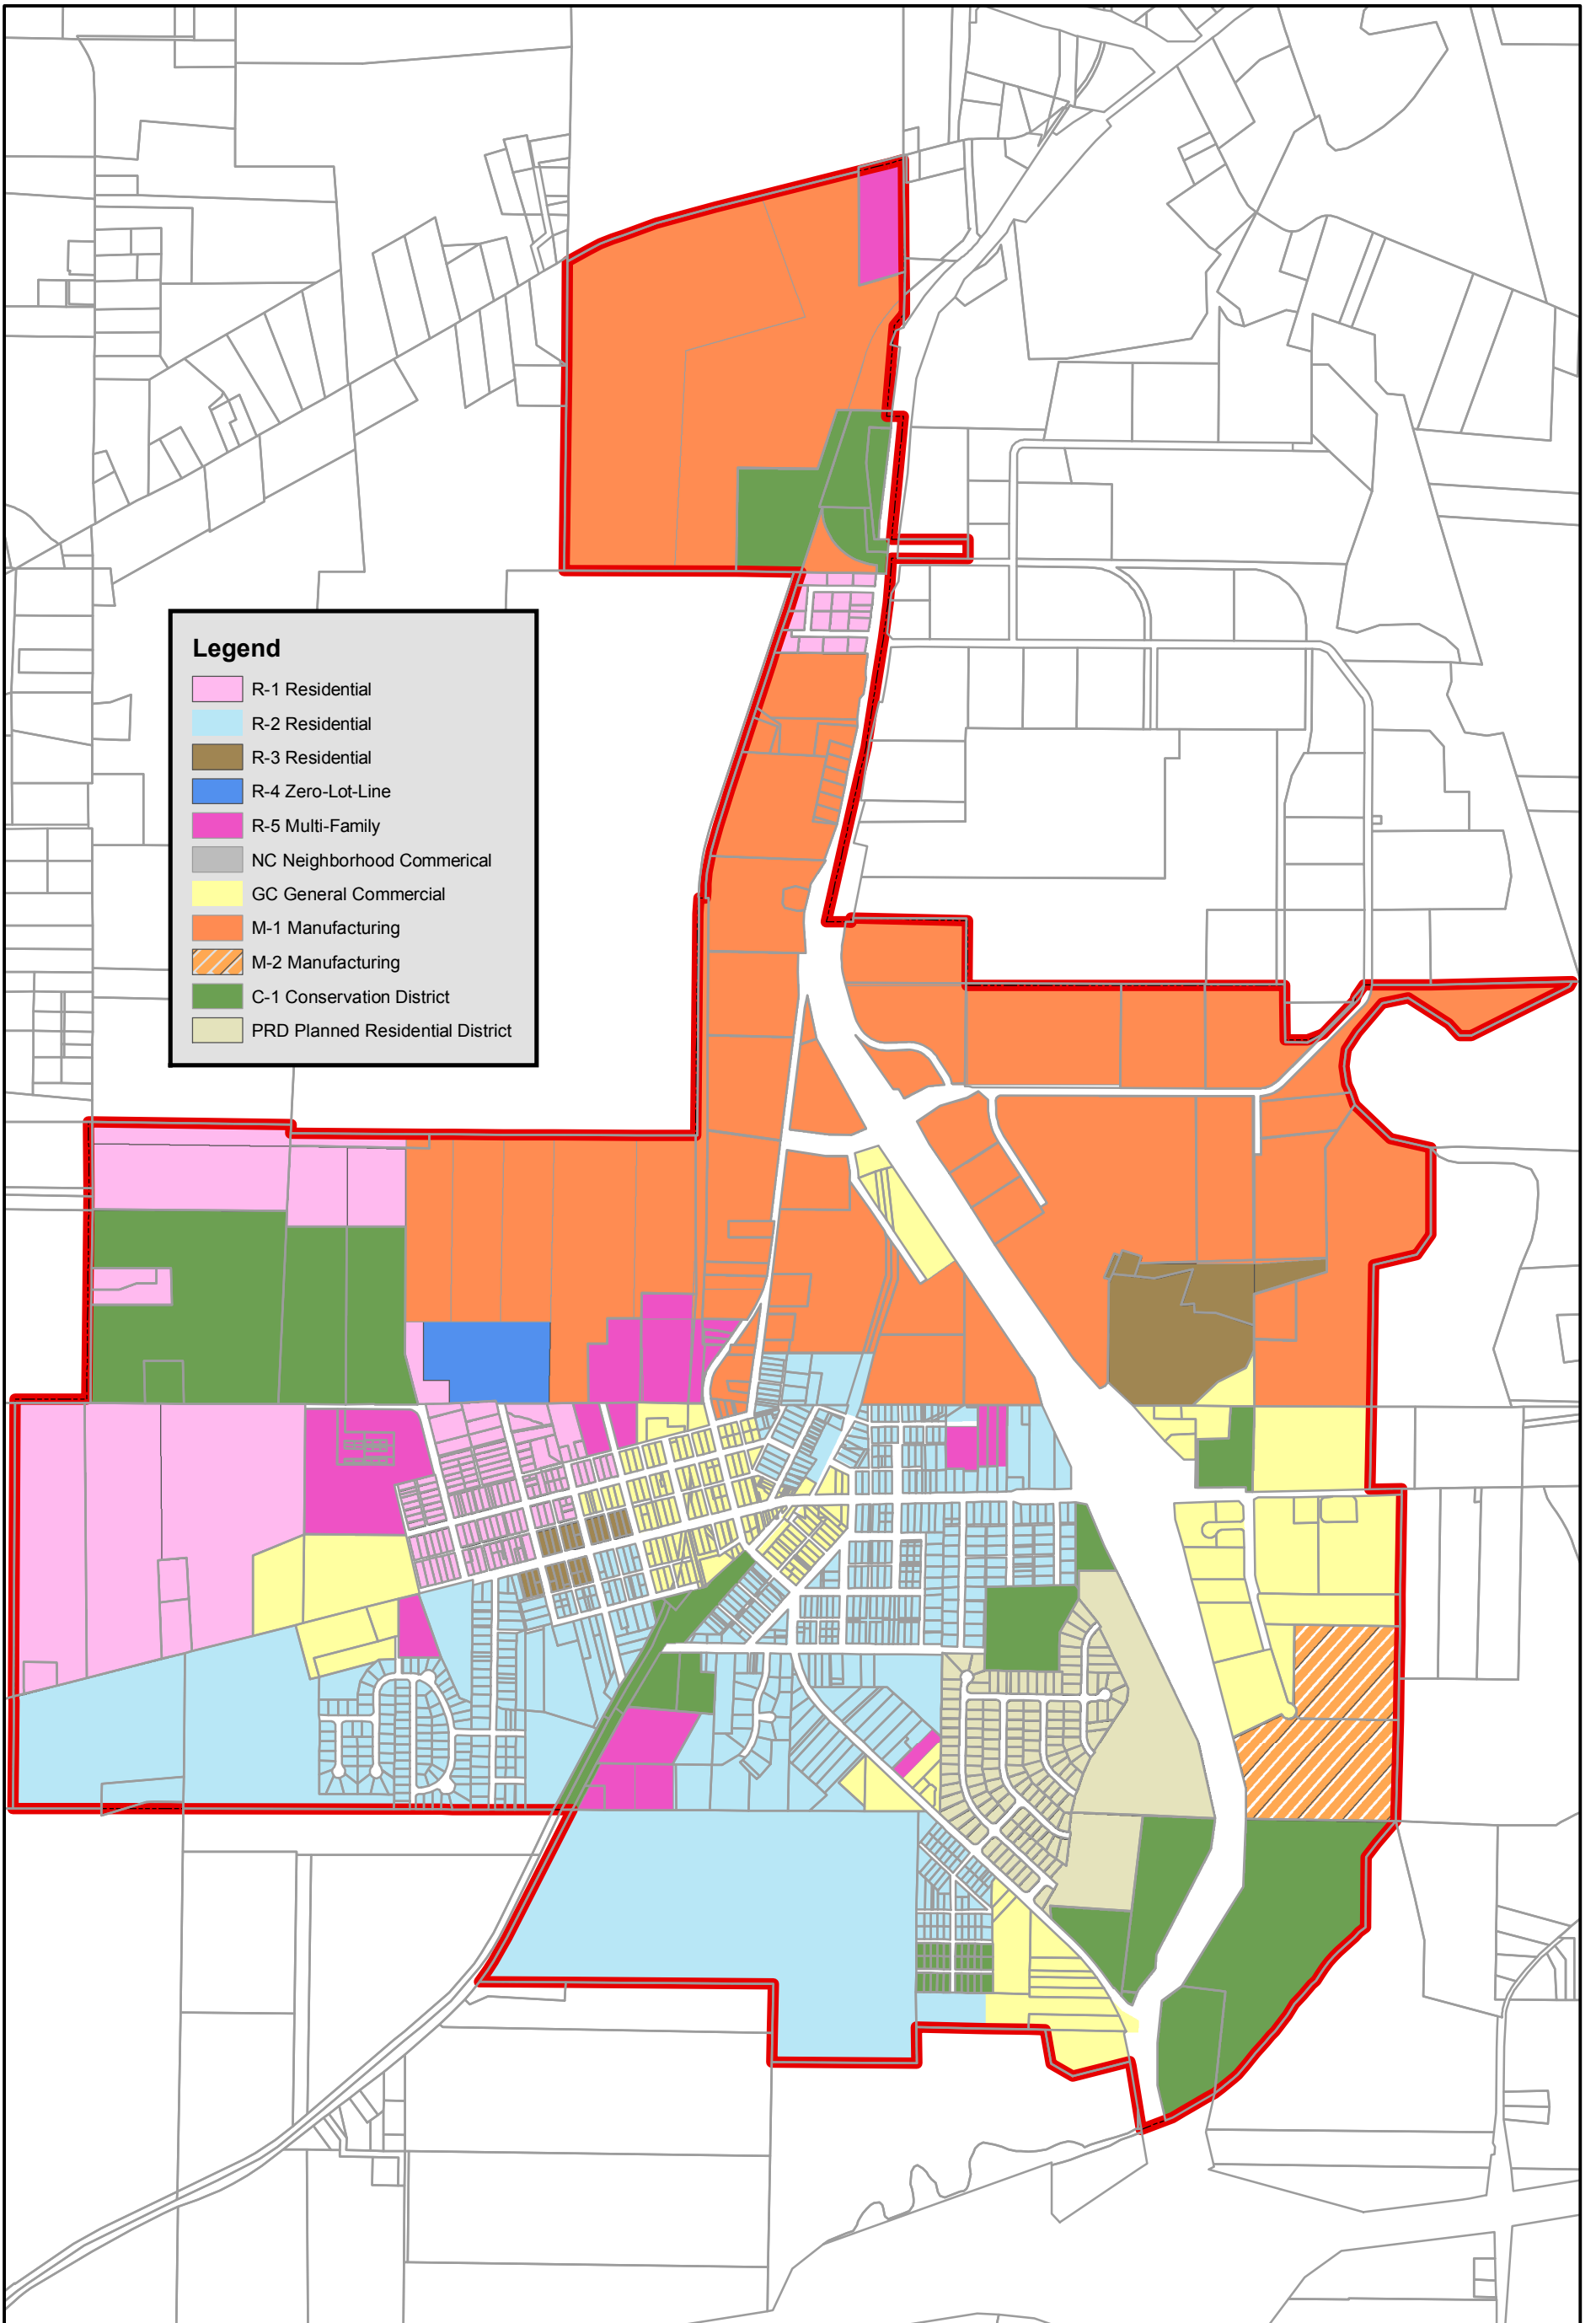 Legend
R-1 Residential
R-2 Residential
R-3 Residential
R-4 Zero-Lot-Line
R-5 Multi-Family
NC Neighborhood Commerical
GC General Commercial
M-1 Manufacturing
M-2 Manufacturing
C-1 Conservation District
PRD Planned Residential District